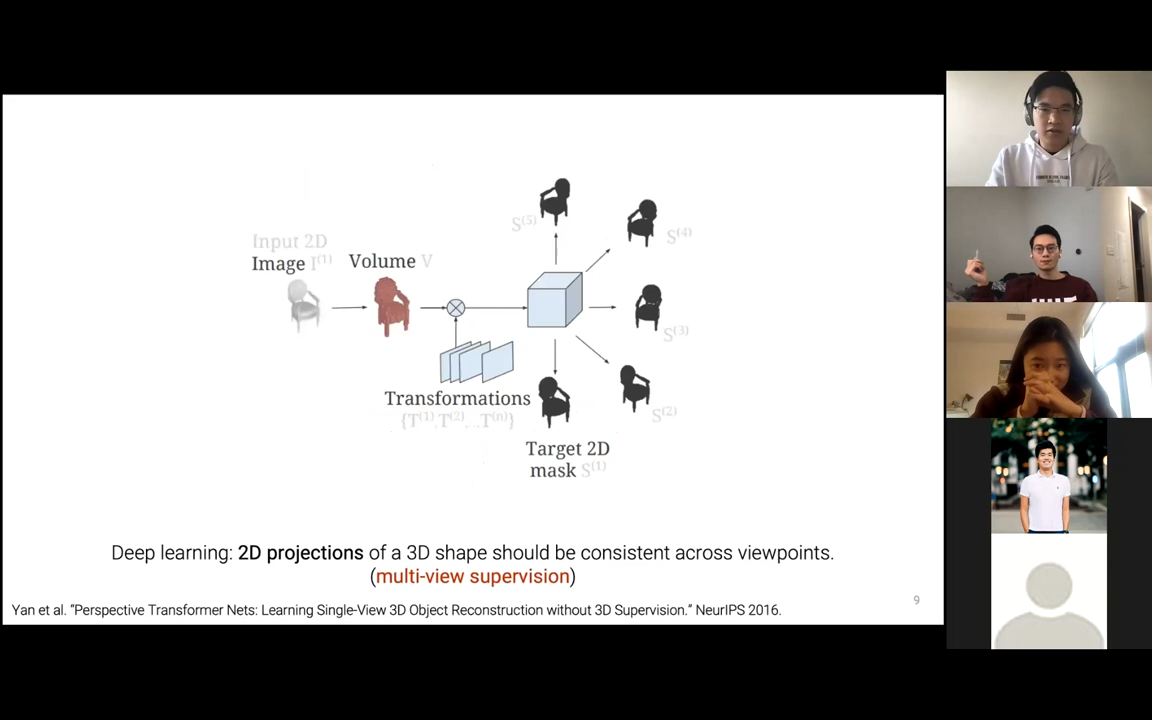 S⁽⁵⁾
S⁽⁴⁾
Input 2D
Image I⁽¹⁾
Volume V
S⁽³⁾
Transformations
{T⁽¹⁾,T⁽²⁾...T⁽ⁿ⁾}
S⁽²⁾
Target 2D
mask S⁽¹⁾
Deep learning: 2D projections of a 3D shape should be consistent across viewpoints.
(multi-view supervision)
9
Yan et al. “Perspective Transformer Nets: Learning Single-View 3D Object Reconstruction without 3D Supervision.” NeurIPS 2016.